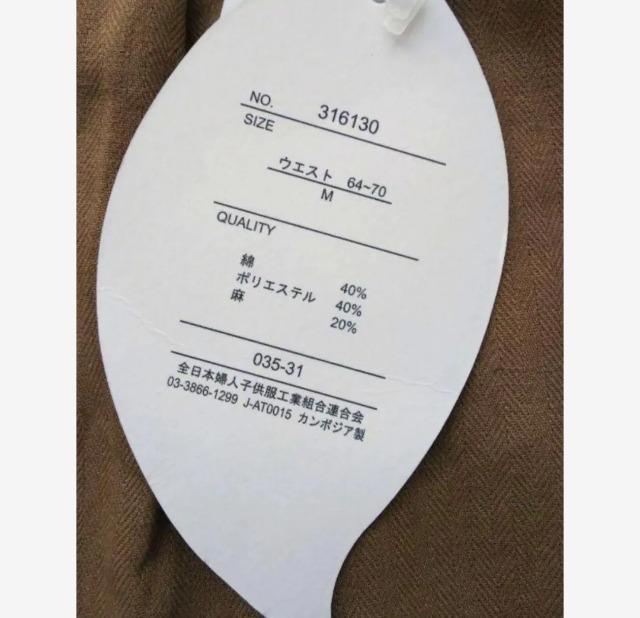 NO. 316130
SIZE
ウエスト 64~70
M
QUALITY
綿 40%
ポリエステル 40%
麻 20%
035-31
全日本婦人子供服工業組合連合会
03-3866-1299 J-AT0015 カンボジア製